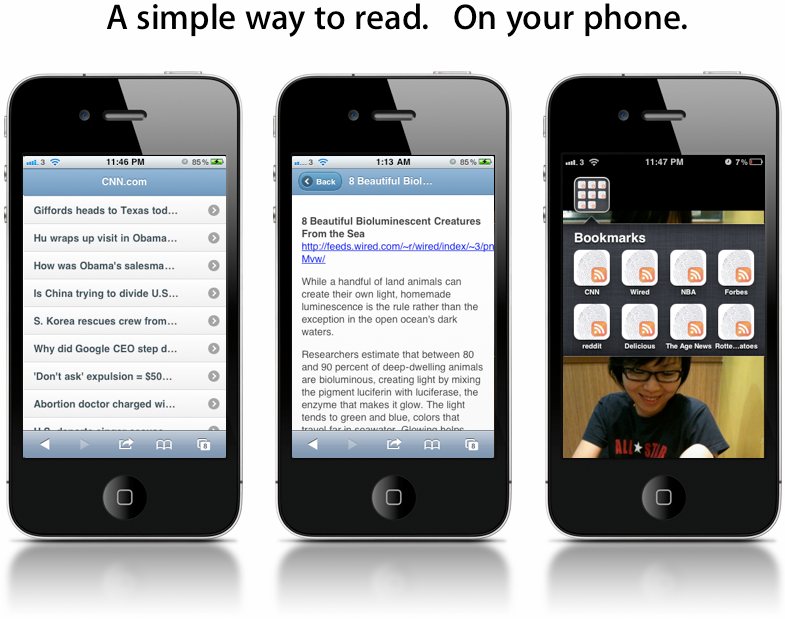 A simple way to read.   On your phone.
3 11:46 PM 85%
CNN.com
Giffords heads to Texas tod...
Hu wraps up visit in Obama...
How was Obama's salesma...
Is China trying to divide U.S...
S. Korea rescues crew from...
Why did Google CEO step d...
'Don't ask' expulsion = $50...
Abortion doctor charged wi...
8
... 3 1:13 AM 85%
Back 8 Beautiful Biol...
8 Beautiful Bioluminescent Creatures
From the Sea
http://feeds.wired.com/~r/wired/index/~3/pn
Mvw/
While a handful of land animals can
create their own light, homemade
luminescence is the rule rather than the
exception in the open ocean's dark
waters.
Researchers estimate that between 80
and 90 percent of deep-dwelling animals
are bioluminous, creating light by mixing
the pigment luciferin with luciferase, the
enzyme that makes it glow. The light
tends to green and blue, colors that
travel far in seawater. Glowing helps
8
3 11:47 PM 7%
Bookmarks
CNN Wired NBA Forbes
reddit Delicious The Age News Rotte...atoes
ALL STAR